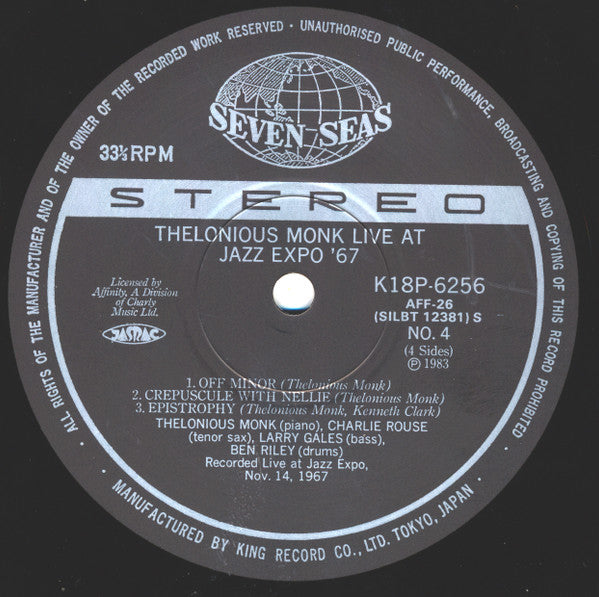 ALL RIGHTS OF THE MANUFACTURER AND OF THE OWNER OF THE RECORDED WORK RESERVED · UNAUTHORISED PUBLIC PERFORMANCE, BROADCASTING AND COPYING OF THIS RECORD PROHIBITED ·
SEVEN SEAS
33⅓ RPM
STEREO
THELONIOUS MONK LIVE AT
JAZZ EXPO '67
Licensed by
Affinity, A Division
of Charly
Music Ltd.
JASRAC
K18P-6256
AFF-26
(SILBT 12381) S
NO. 4
(4 Sides)
Ⓟ 1983
1. OFF MINOR (Thelonious Monk)
2. CREPUSCULE WITH NELLIE (Thelonious Monk)
3. EPISTROPHY (Thelonious Monk, Kenneth Clark)
THELONIOUS MONK (piano), CHARLIE ROUSE
(tenor sax), LARRY GALES (bass),
BEN RILEY (drums)
Recorded Live at Jazz Expo,
Nov. 14, 1967
MANUFACTURED BY KING RECORD CO., LTD. TOKYO, JAPAN ·